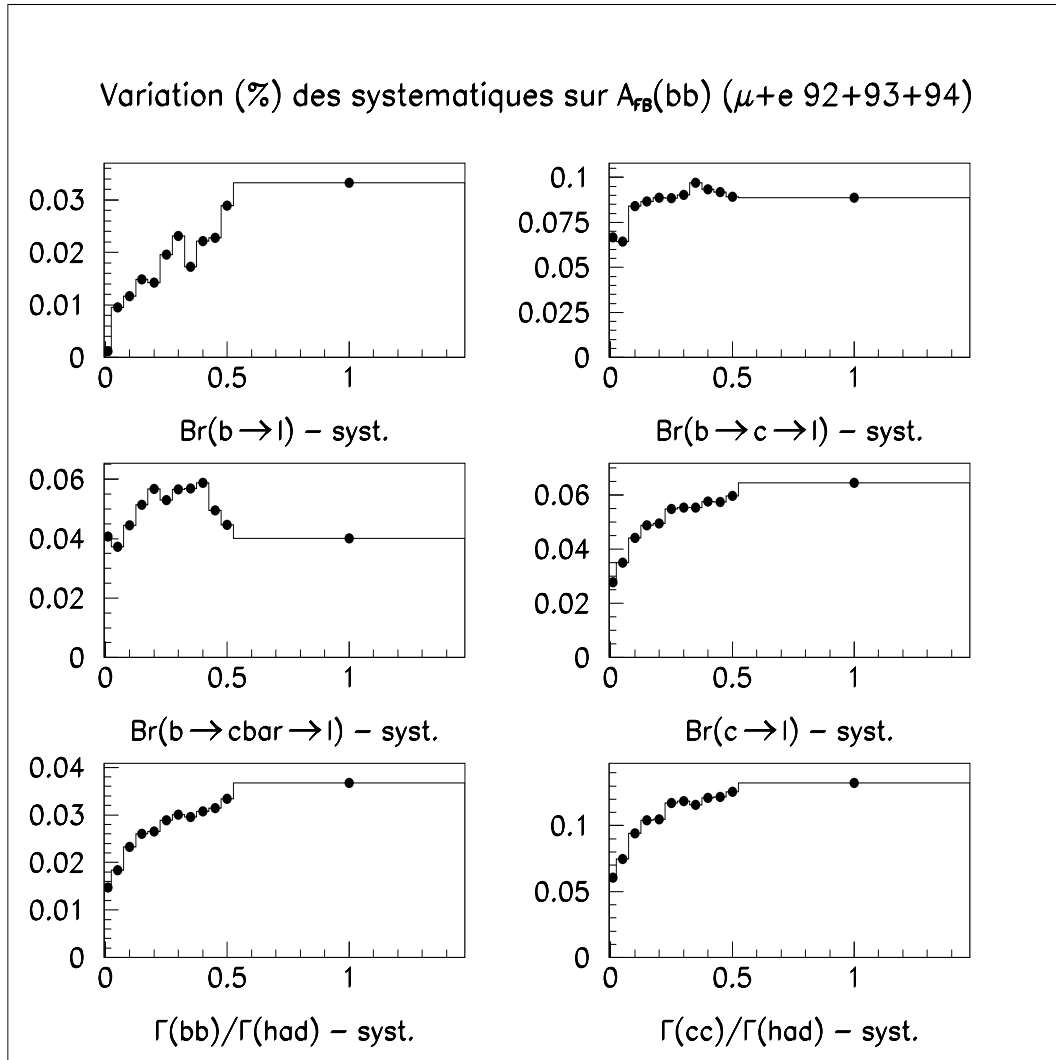 Variation (%) des systematiques sur A_FB(bb) (μ+e 92+93+94)
0.03
0.02
0.01
0
0 0.5 1
Br(b→l) – syst.
0.1
0.075
0.05
0.025
0
0 0.5 1
Br(b→c→l) – syst.
0.06
0.04
0.02
0
0 0.5 1
Br(b→cbar→l) – syst.
0.06
0.04
0.02
0
0 0.5 1
Br(c→l) – syst.
0.04
0.03
0.02
0.01
0
0 0.5 1
Γ(bb)/Γ(had) – syst.
0.1
0.05
0
0 0.5 1
Γ(cc)/Γ(had) – syst.